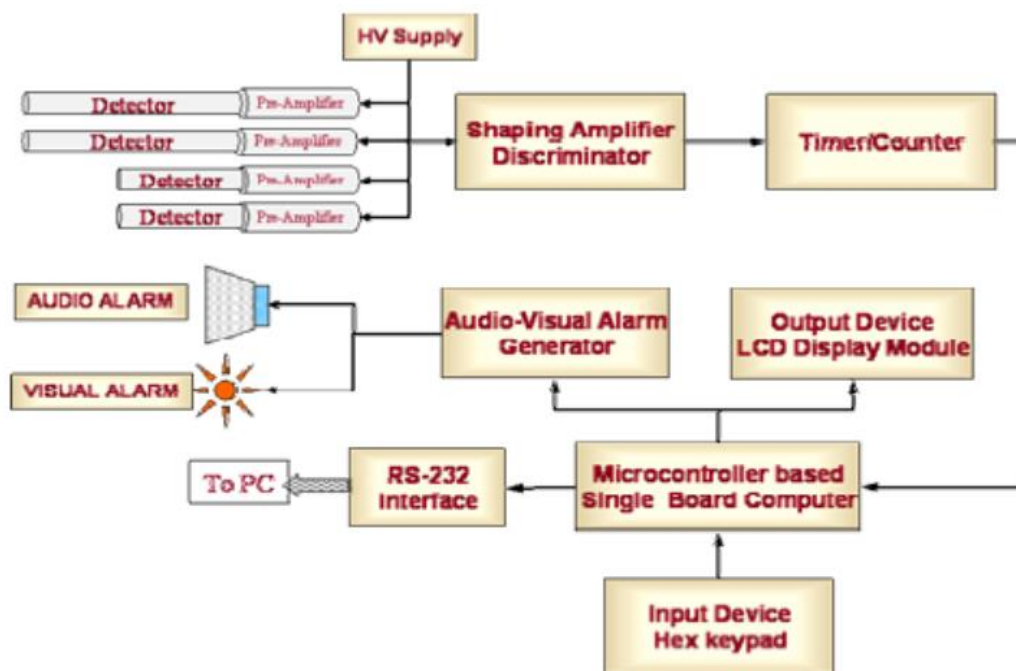 HV Supply
Detector Pre-Amplifier
Detector Pre-Amplifier
Detector Pre-Amplifier
Detector Pre-Amplifier
Shaping Amplifier
Discriminator
Timer/Counter
AUDIO ALARM
VISUAL ALARM
Audio-Visual Alarm
Generator
Output Device
LCD Display Module
To PC
RS-232
Interface
Microcontroller based
Single Board Computer
Input Device
Hex keypad